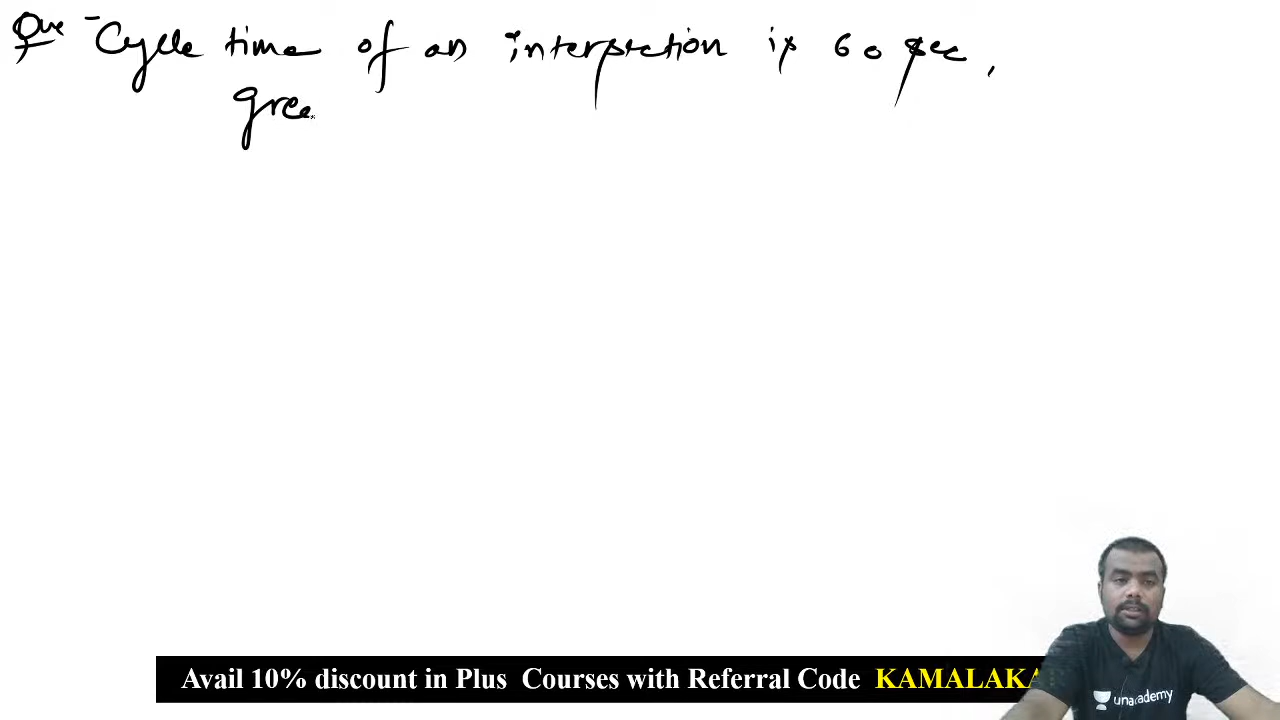 Que - Cycle time of an intersection is 60 sec,
gree
Avail 10% discount in Plus Courses with Referral Code KAMALAKA
unacademy